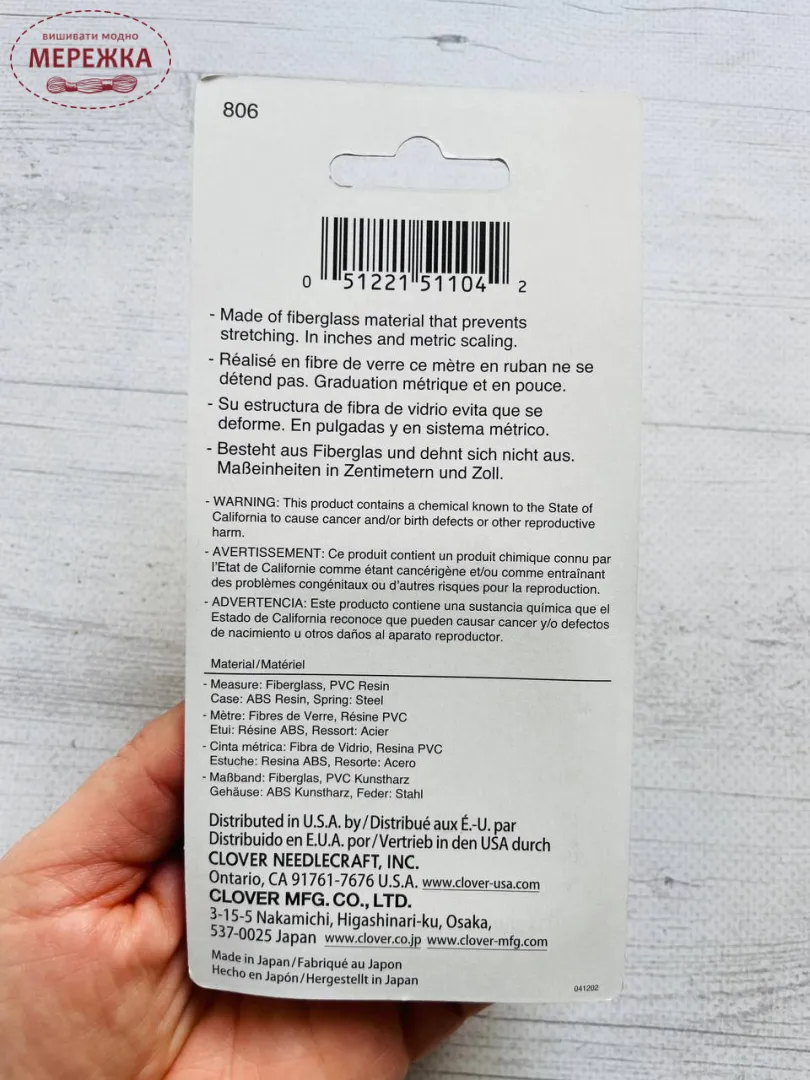 вишивати модно
МЕРЕЖКА
806
0 51221 51104 2
- Made of fiberglass material that prevents
stretching. In inches and metric scaling.
- Réalisé en fibre de verre ce mètre en ruban ne se
détend pas. Graduation métrique et en pouce.
- Su estructura de fibra de vidrio evita que se
deforme. En pulgadas y en sistema métrico.
- Besteht aus Fiberglas und dehnt sich nicht aus.
Maßeinheiten in Zentimetern und Zoll.
- WARNING: This product contains a chemical known to the State of
California to cause cancer and/or birth defects or other reproductive
harm.
- AVERTISSEMENT: Ce produit contient un produit chimique connu par
l'Etat de Californie comme étant cancérigène et/ou comme entraînant
des problèmes congénitaux ou d'autres risques pour la reproduction.
- ADVERTENCIA: Este producto contiene una sustancia química que el
Estado de California reconoce que pueden causar cancer y/o defectos
de nacimiento u otros daños al aparato reproductor.
Material/Matériel
- Measure: Fiberglass, PVC Resin
Case: ABS Resin, Spring: Steel
- Mètre: Fibres de Verre, Résine PVC
Etui: Résine ABS, Ressort: Acier
- Cinta métrica: Fibra de Vidrio, Resina PVC
Estuche: Resina ABS, Resorte: Acero
- Maßband: Fiberglas, PVC Kunstharz
Gehäuse: ABS Kunstharz, Feder: Stahl
Distributed in U.S.A. by/Distribué aux É.-U. par
Distribuido en E.U.A. por/Vertrieb in den USA durch
CLOVER NEEDLECRAFT, INC.
Ontario, CA 91761-7676 U.S.A. www.clover-usa.com
CLOVER MFG. CO., LTD.
3-15-5 Nakamichi, Higashinari-ku, Osaka,
537-0025 Japan www.clover.co.jp www.clover-mfg.com
Made in Japan/Fabriqué au Japon
Hecho en Japón/Hergestellt in Japan
041202